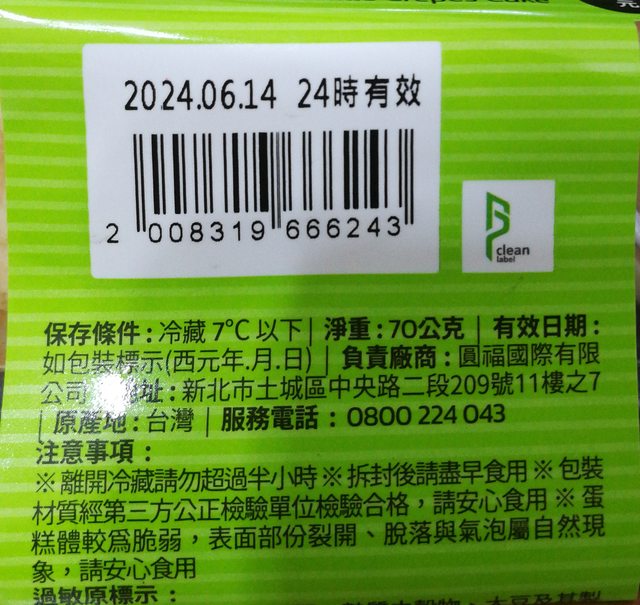 Crepes Cake
元
2024.06.14 24時有效
2 008319 666243
clean
label
保存條件：冷藏 7°C 以下│淨重：70公克│有效日期：
如包裝標示(西元年.月.日)│負責廠商：圓福國際有限
公司 址：新北市土城區中央路二段209號11樓之7
│原產地：台灣│服務電話：0800 224 043
注意事項：
※離開冷藏請勿超過半小時※拆封後請盡早食用※包裝
材質經第三方公正檢驗單位檢驗合格，請安心食用※蛋
糕體較為脆弱，表面部份裂開、脫落與氣泡屬自然現
象，請安心食用
過敏原標示：